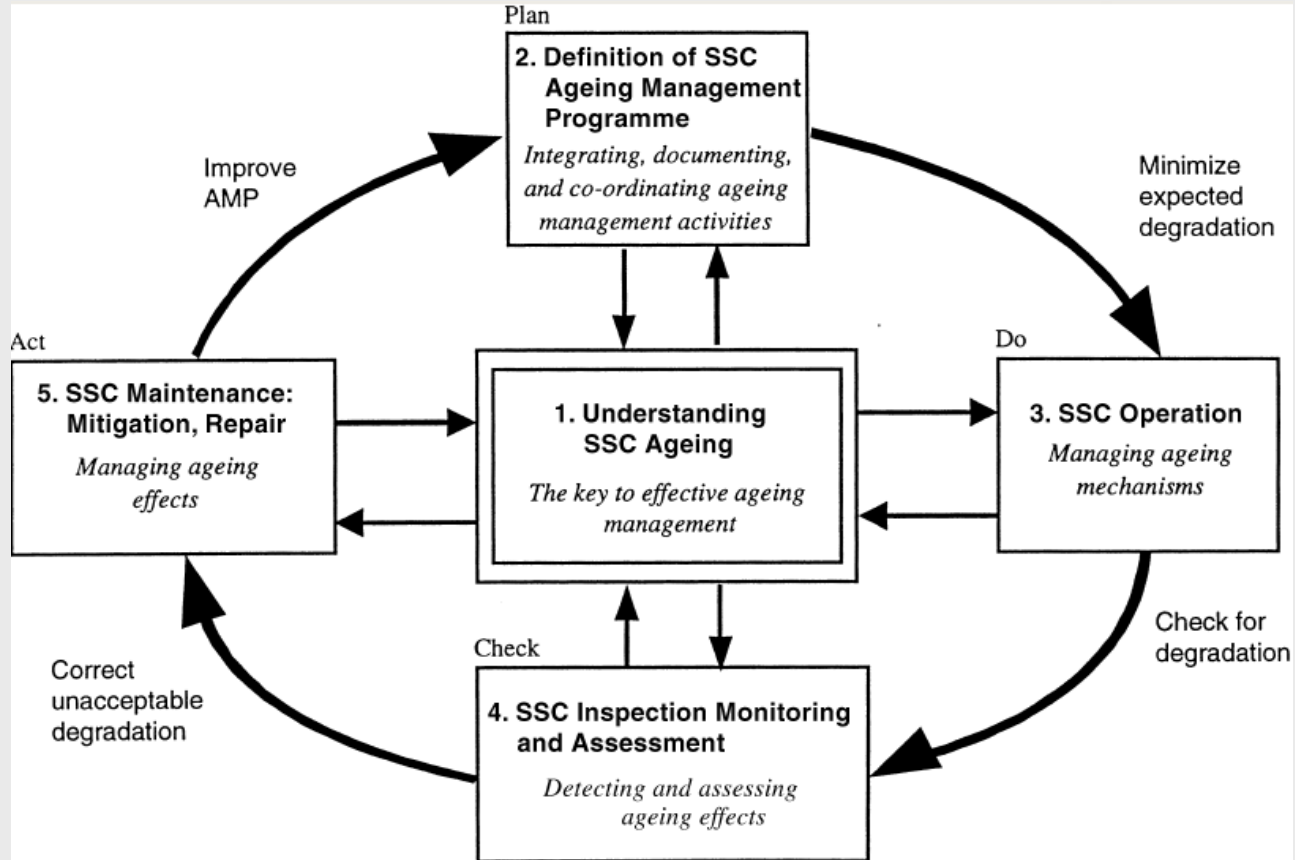 Plan
2. Definition of SSC
Ageing Management
Programme
Integrating, documenting,
and co-ordinating ageing
management activities
Improve
AMP
Minimize
expected
degradation
Act
5. SSC Maintenance:
Mitigation, Repair
Managing ageing
effects
1. Understanding
SSC Ageing
The key to effective ageing
management
Do
3. SSC Operation
Managing ageing
mechanisms
Correct
unacceptable
degradation
Check
4. SSC Inspection Monitoring
and Assessment
Detecting and assessing
ageing effects
Check for
degradation